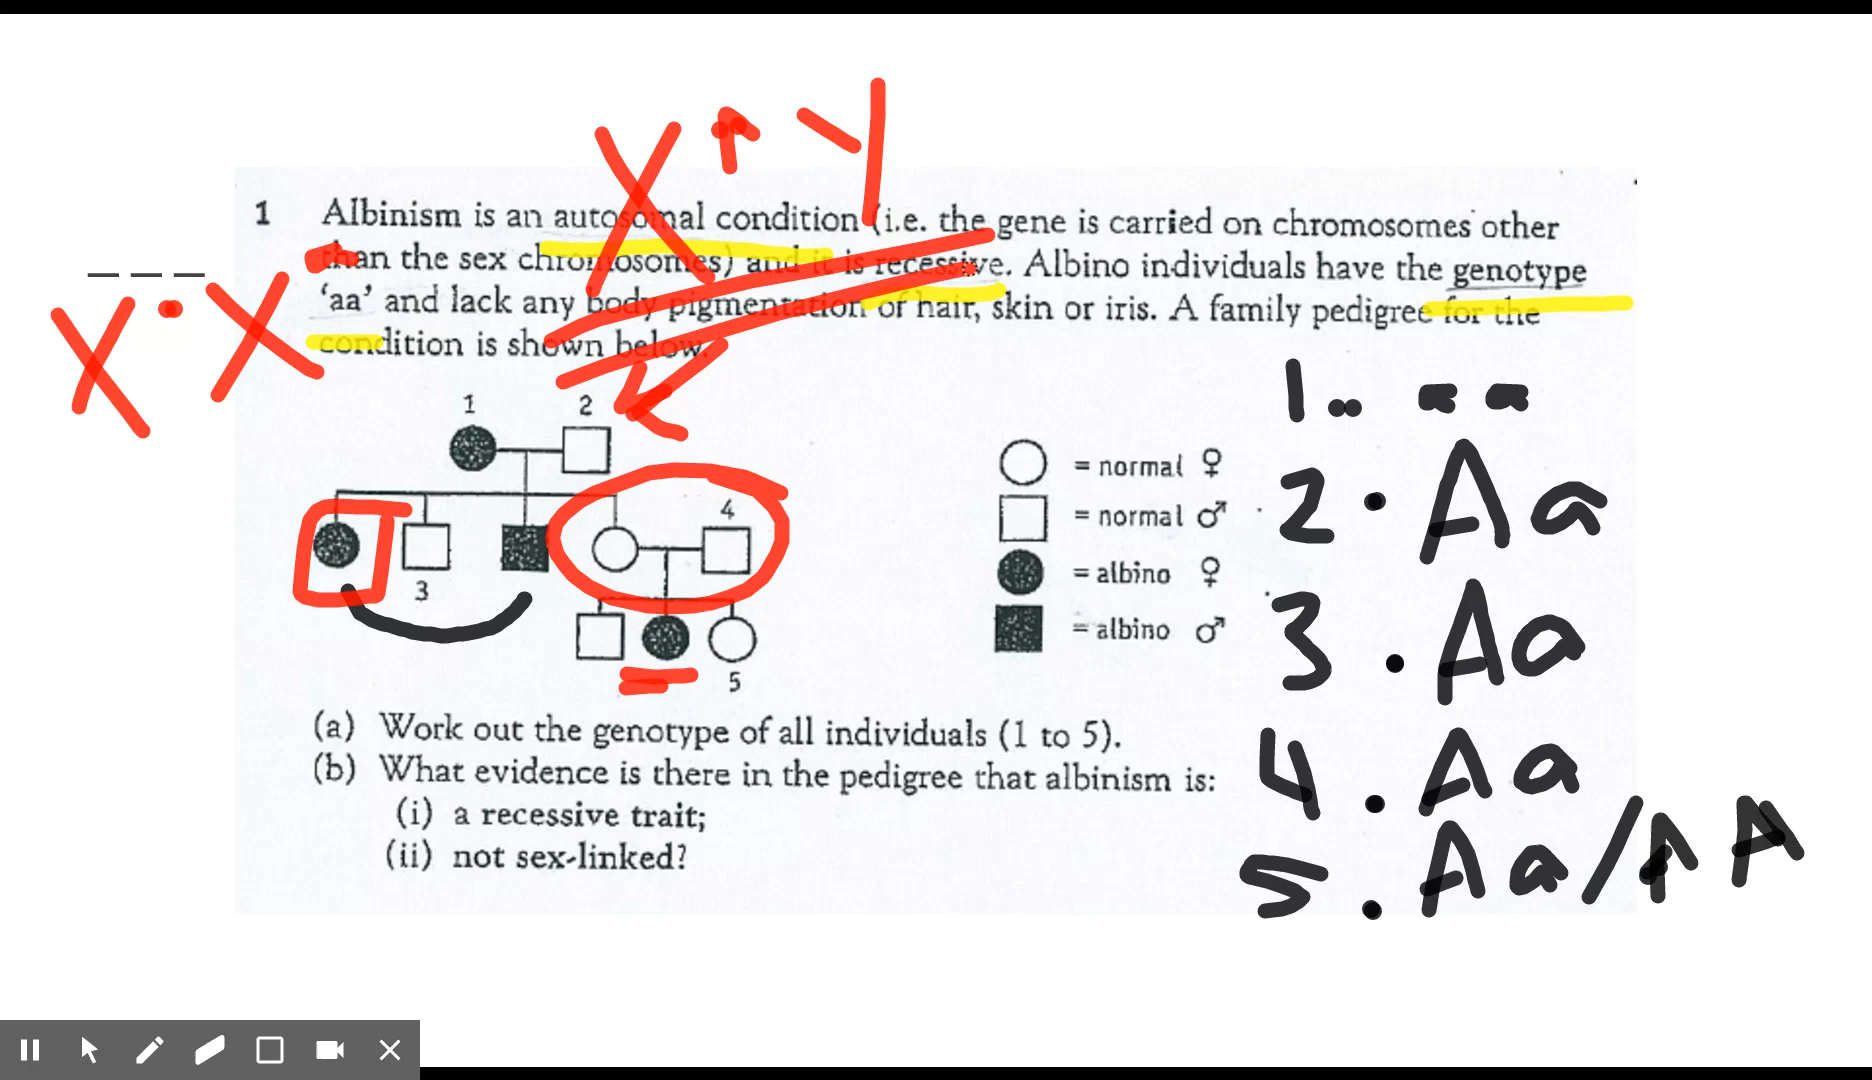 X^A Y
1 Albinism is an autosomal condition (i.e. the gene is carried on chromosomes other
than the sex chromosomes) and it is recessive. Albino individuals have the genotype
‘aa’ and lack any body pigmentation of hair, skin or iris. A family pedigree for the
condition is shown below.
X X
1 2
4
3
5
= normal ♀
= normal ♂
= albino ♀
= albino ♂
1. aa
2. Aa
3. Aa
4. Aa
5. Aa/AA
(a) Work out the genotype of all individuals (1 to 5).
(b) What evidence is there in the pedigree that albinism is:
(i) a recessive trait;
(ii) not sex-linked?